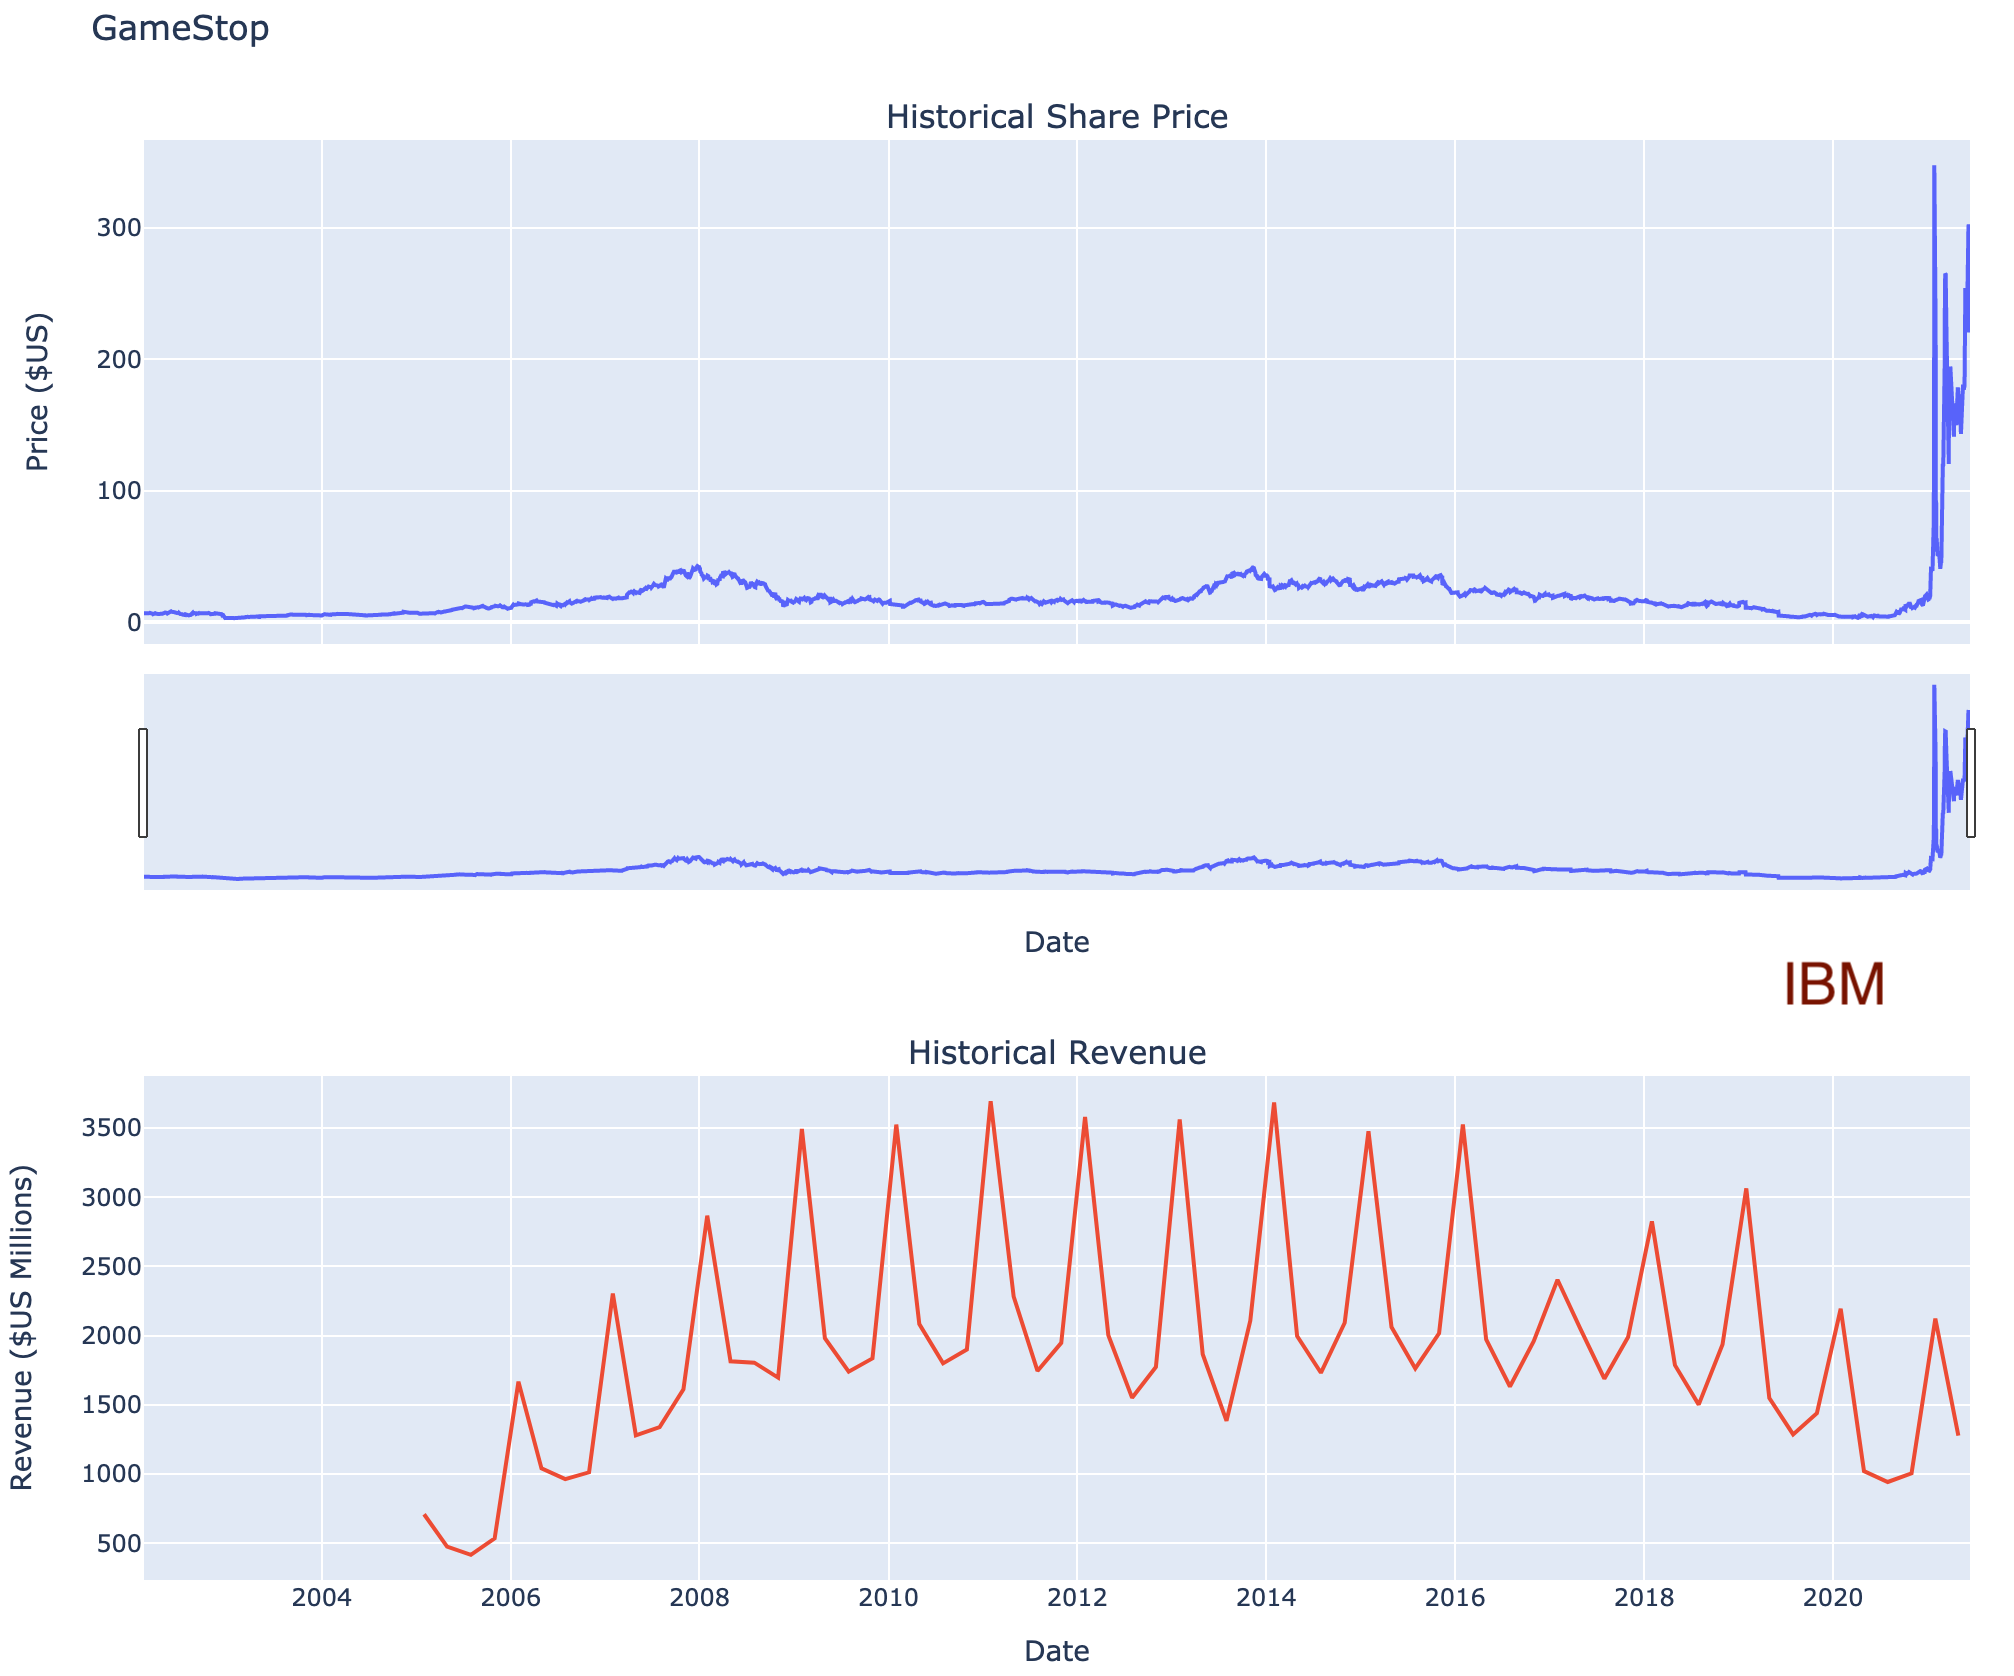 GameStop
Historical Share Price
Price ($US)
300
200
100
0
Date
IBM
Historical Revenue
Revenue ($US Millions)
3500
3000
2500
2000
1500
1000
500
2004 2006 2008 2010 2012 2014 2016 2018 2020
Date